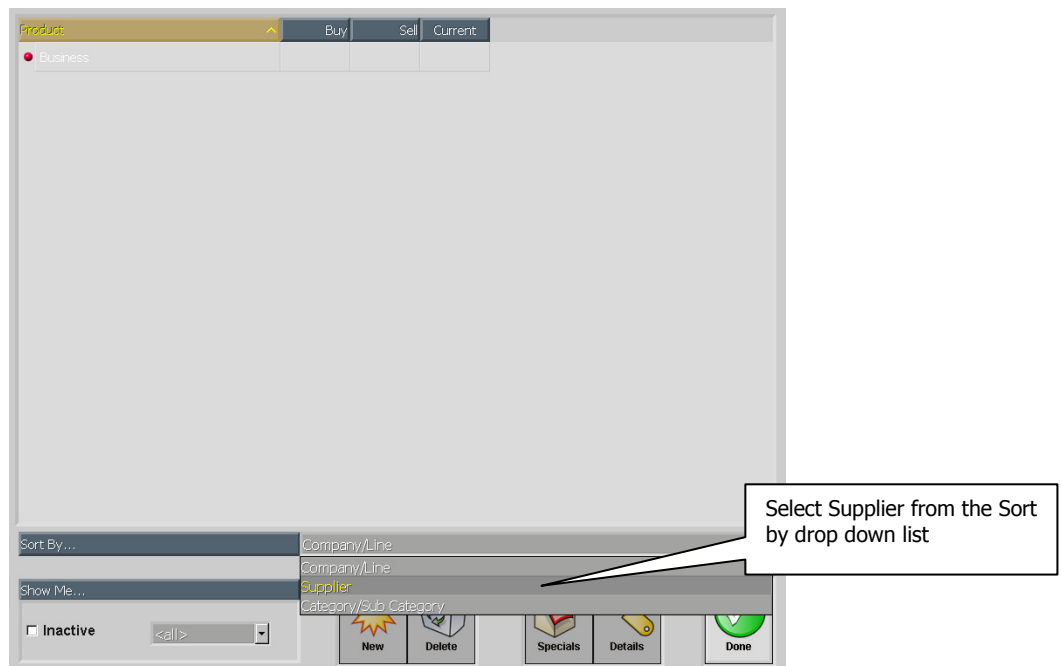 Product Buy Sell Current
Business
Select Supplier from the Sort
by drop down list
Sort By... Company/Line
Company/Line
Show Me... Supplier
Category/Sub Category
Inactive <all>
New Delete Specials Details Done